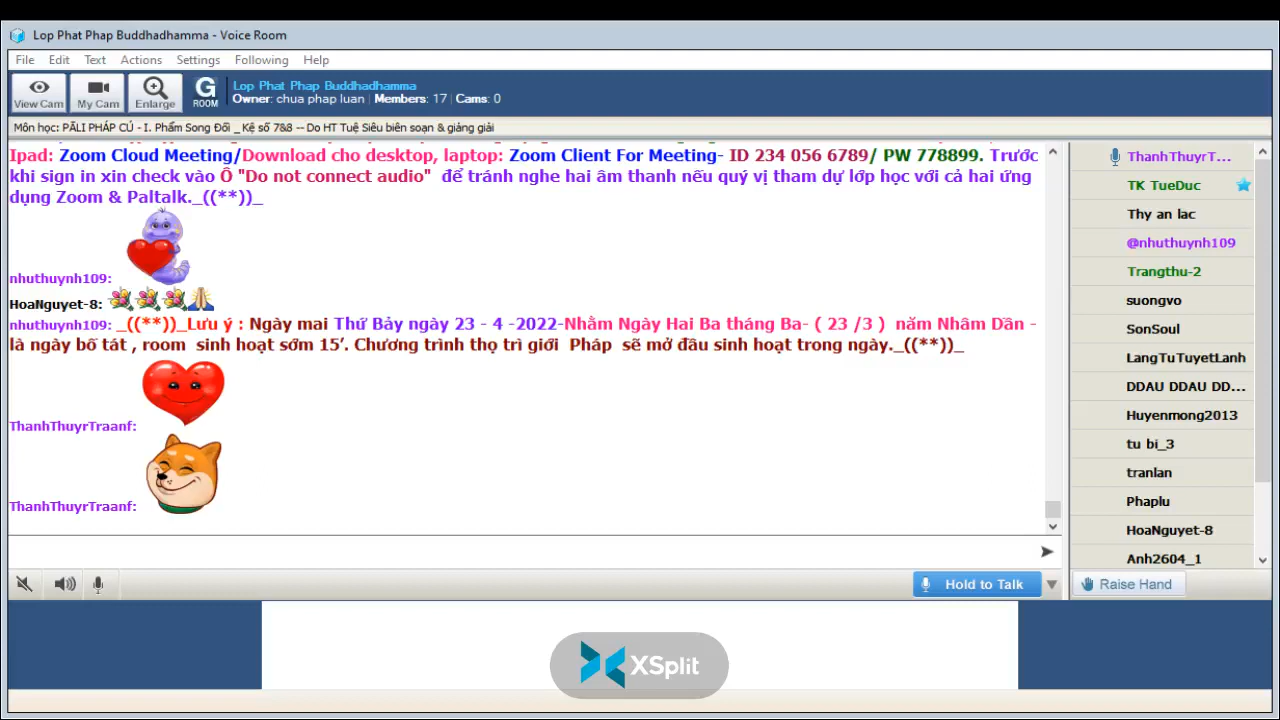 Lop Phat Phap Buddhadhamma - Voice Room
File Edit Text Actions Settings Following Help
View Cam My Cam Enlarge G ROOM
Lop Phat Phap Buddhadhamma
Owner: chua phap luan | Members: 17 | Cams: 0
Môn học: PĀLI PHÁP CÚ - I. Phẩm Song Đối _ Kệ số 7&8 -- Do HT Tuệ Siêu biên soạn & giảng giải
Ipad: Zoom Cloud Meeting/Download cho desktop, laptop: Zoom Client For Meeting- ID 234 056 6789/ PW 778899. Trước
khi sign in xin check vào Ô "Do not connect audio" để tránh nghe hai âm thanh nếu quý vị tham dự lớp học với cả hai ứng
dụng Zoom & Paltalk._((**))_
nhuthuynh109:
HoaNguyet-8:
nhuthuynh109: _((**))_Lưu ý : Ngày mai Thứ Bảy ngày 23 - 4 -2022-Nhằm Ngày Hai Ba tháng Ba- ( 23 /3 ) năm Nhâm Dần -
là ngày bố tát , room sinh hoạt sớm 15’. Chương trình thọ trì giới Pháp sẽ mở đầu sinh hoạt trong ngày._((**))_
ThanhThuyrTraanf:
ThanhThuyrTraanf:
ThanhThuyrT...
TK TueDuc
Thy an lac
@nhuthuynh109
Trangthu-2
suongvo
SonSoul
LangTuTuyetLanh
DDAU DDAU DD...
Huyenmong2013
tu bi_3
tranlan
Phaplu
HoaNguyet-8
Anh2604_1
Hold to Talk
Raise Hand
XSplit